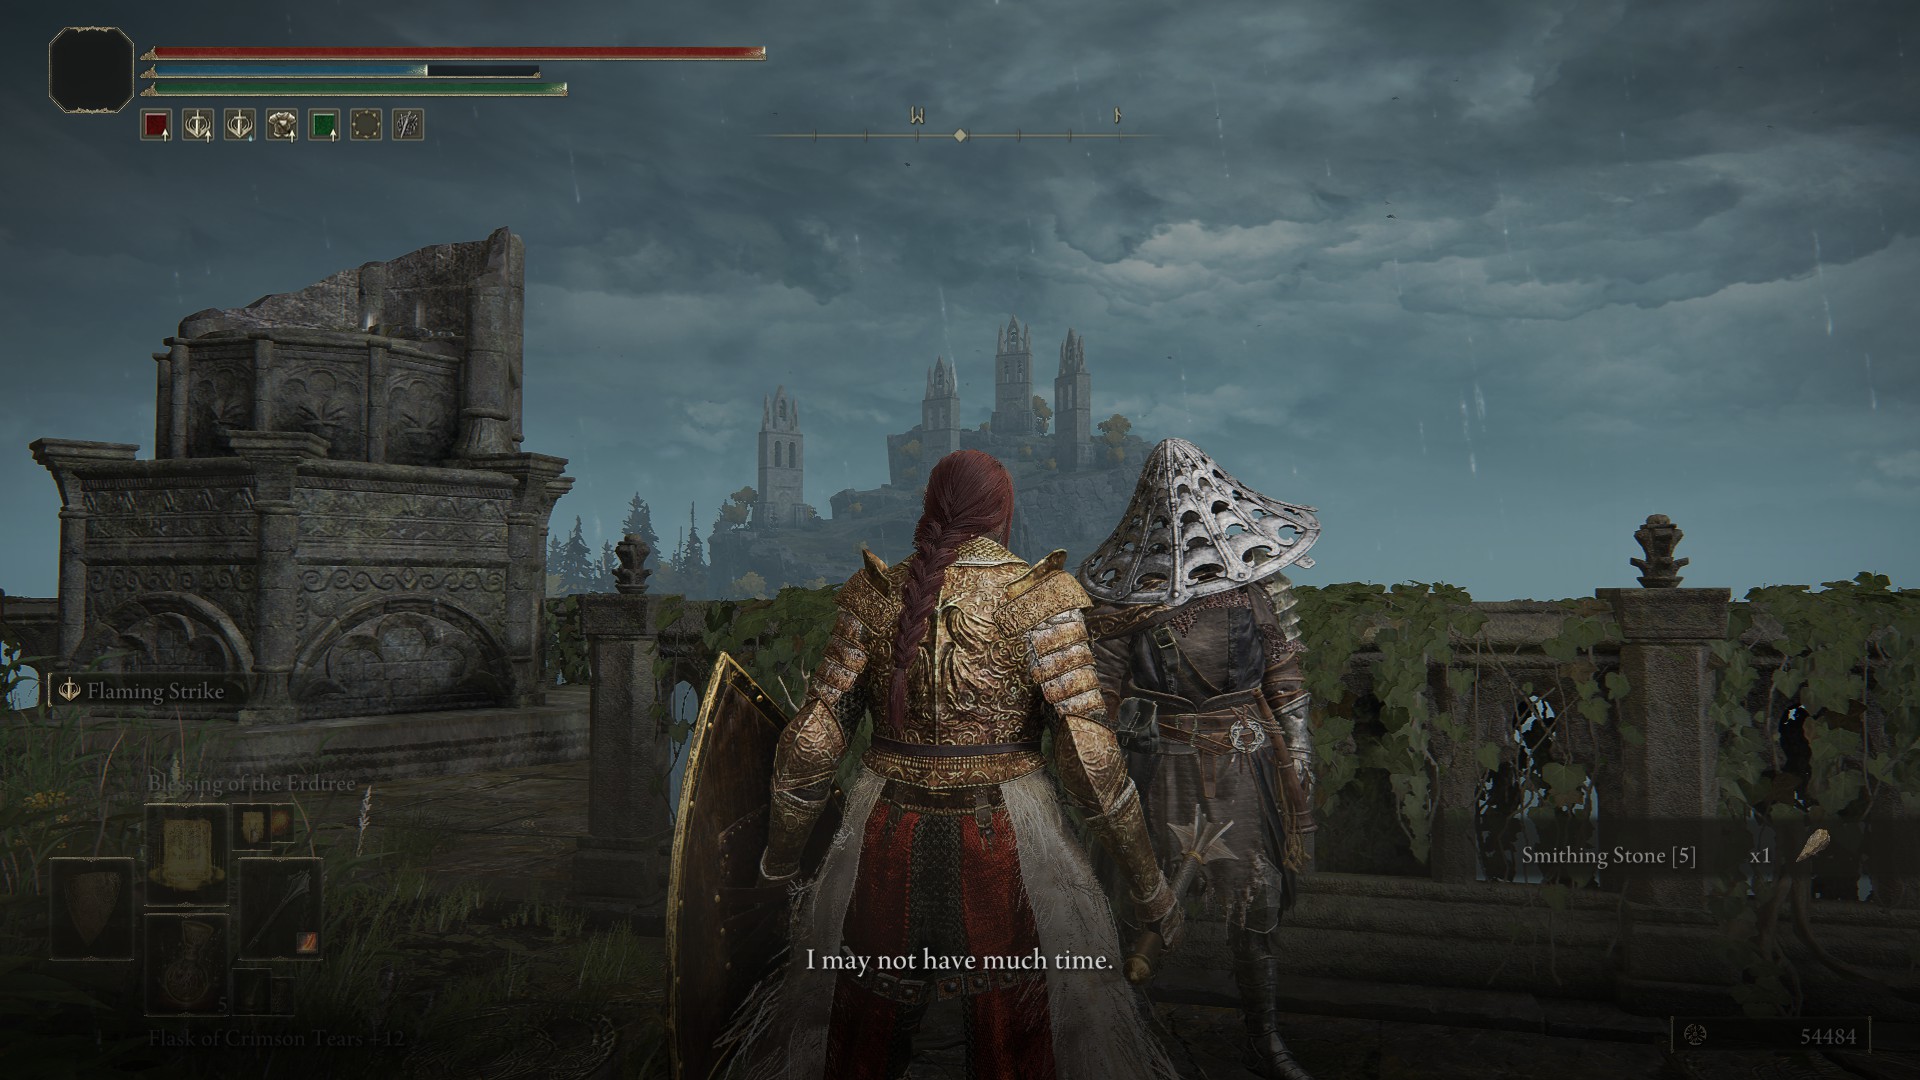 W
N
Flaming Strike
Blessing of the Erdtree
Smithing Stone [5] x1
I may not have much time.
5
Flask of Crimson Tears +12
54484